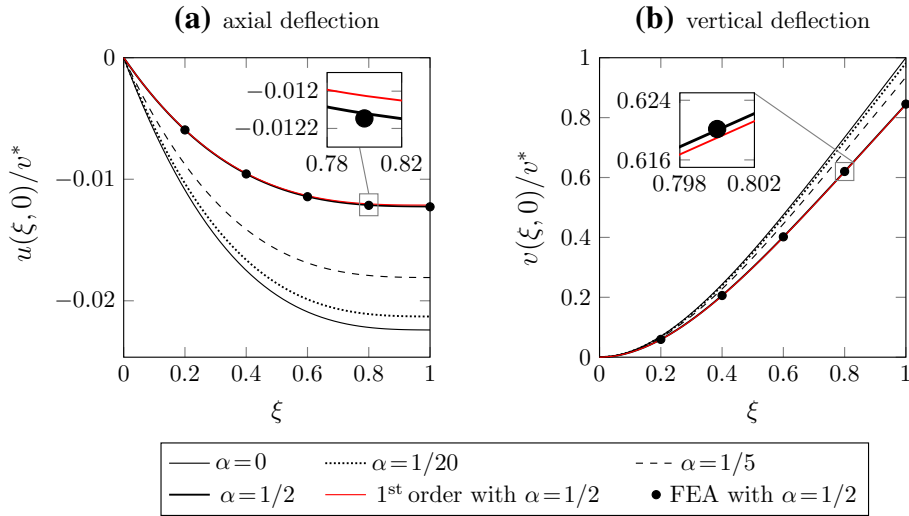 (a) axial deflection
(b) vertical deflection
0
−0.01
−0.02
u(ξ, 0)/v*
0 0.2 0.4 0.6 0.8 1
ξ
−0.012
−0.0122
0.78 0.82
1
0.8
0.6
0.4
0.2
0
v(ξ, 0)/v*
0 0.2 0.4 0.6 0.8 1
ξ
0.624
0.616
0.798 0.802
α=0 α=1/20 α=1/5
α=1/2 1st order with α=1/2 FEA with α=1/2